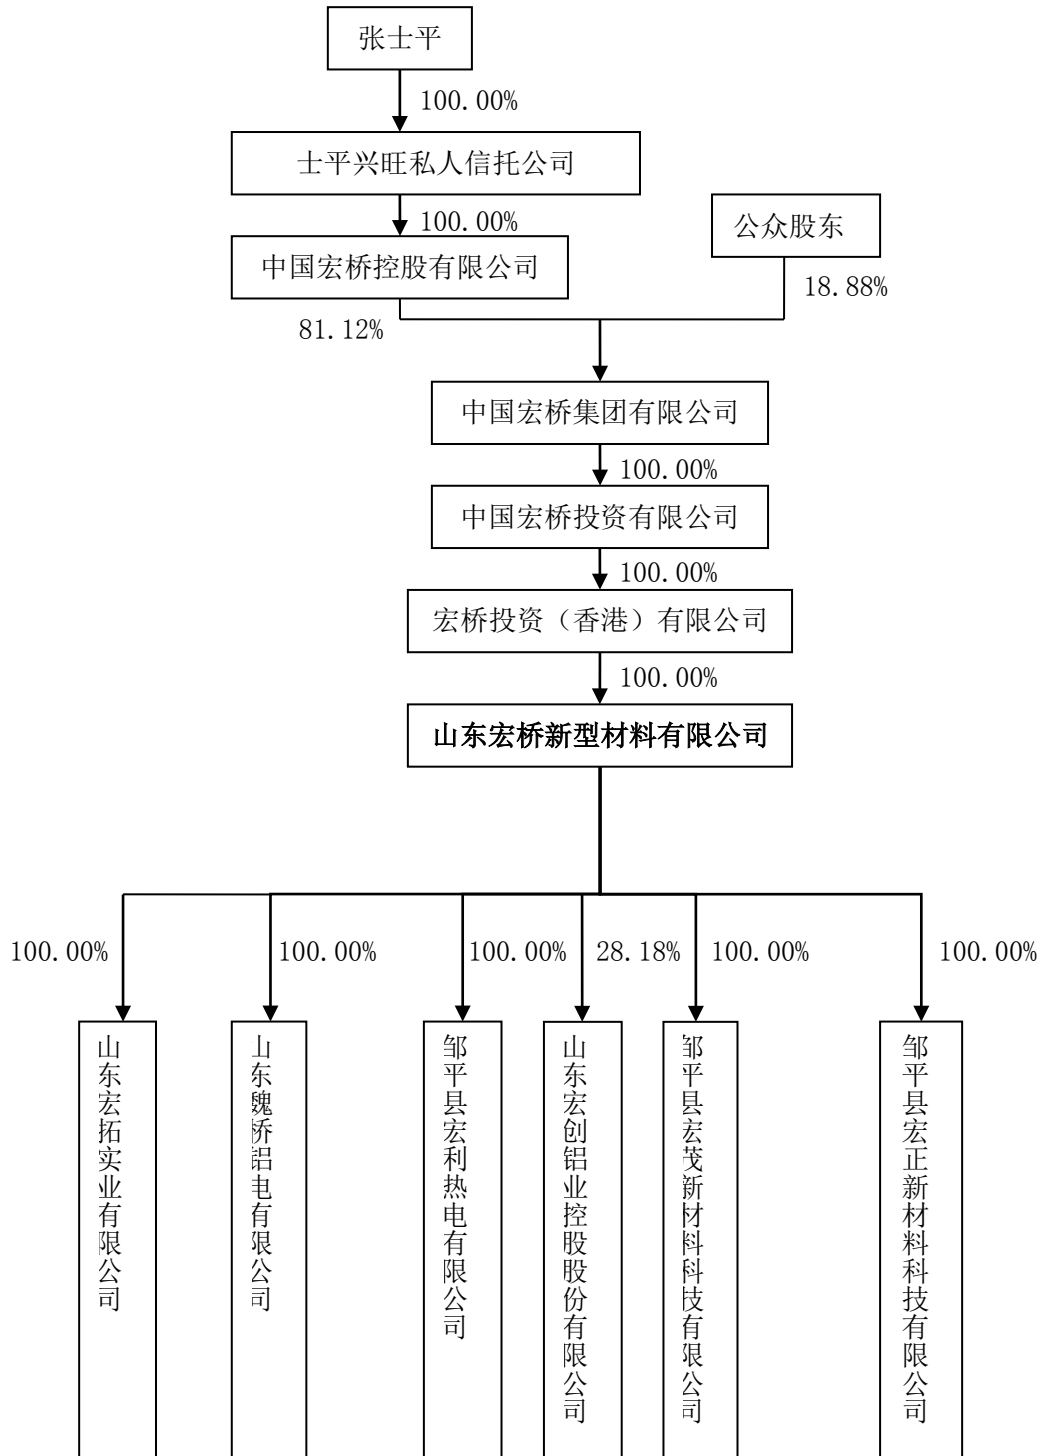 张士平
100.00%
士平兴旺私人信托公司
100.00%
公众股东
中国宏桥控股有限公司
18.88%
81.12%
中国宏桥集团有限公司
100.00%
中国宏桥投资有限公司
100.00%
宏桥投资（香港）有限公司
100.00%
山东宏桥新型材料有限公司
100.00%
100.00%
100.00%
28.18%
100.00%
100.00%
山东宏拓实业有限公司
山东魏桥铝电有限公司
邹平县宏利热电有限公司
山东宏创铝业控股股份有限公司
邹平县宏茂新材料科技有限公司
邹平县宏正新材料科技有限公司